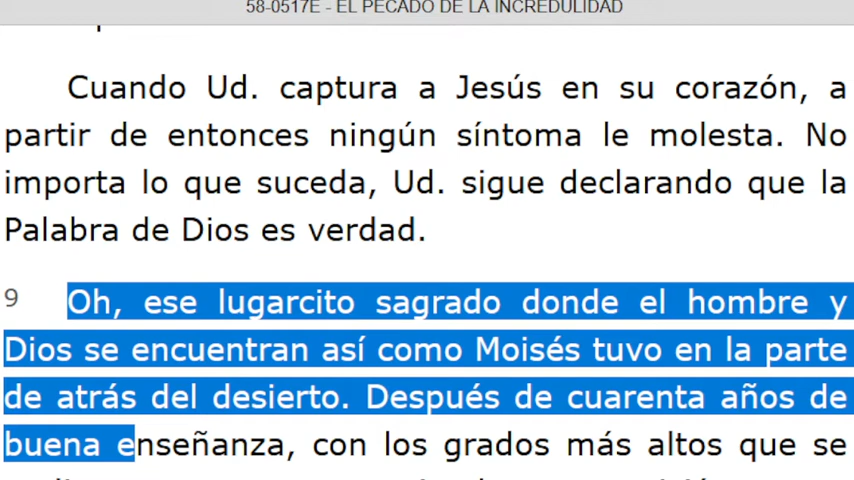 58-0517E - EL PECADO DE LA INCREDULIDAD
Cuando Ud. captura a Jesús en su corazón, a
partir de entonces ningún síntoma le molesta. No
importa lo que suceda, Ud. sigue declarando que la
Palabra de Dios es verdad.
9 Oh, ese lugarcito sagrado donde el hombre y
Dios se encuentran así como Moisés tuvo en la parte
de atrás del desierto. Después de cuarenta años de
buena enseñanza, con los grados más altos que se